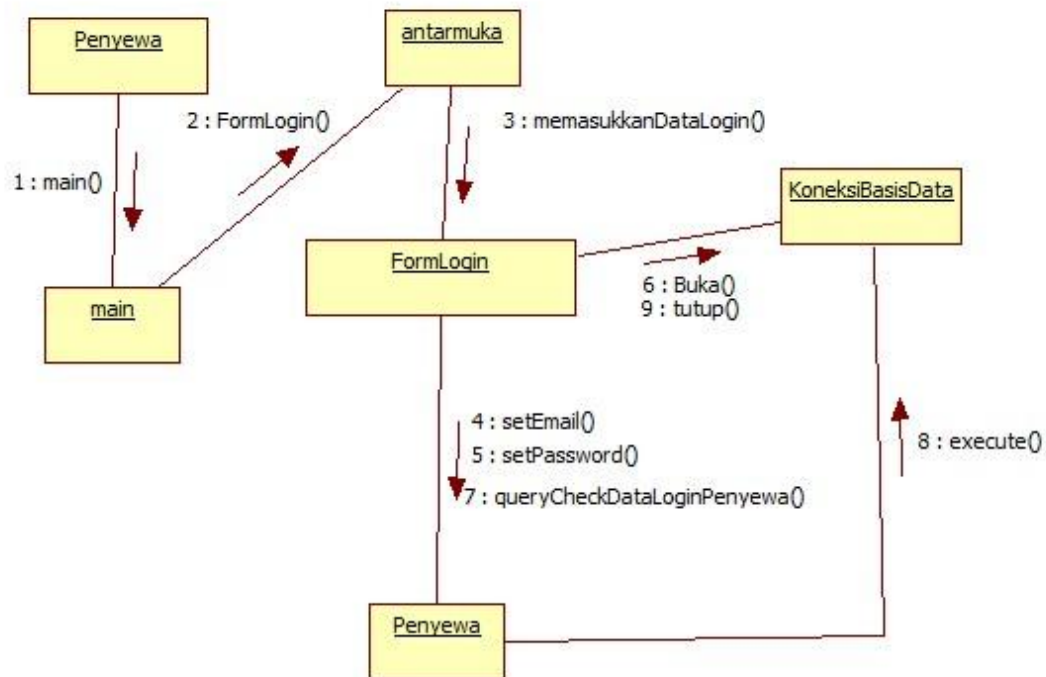 Penyewa
antarmuka
2 : FormLogin()
3 : memasukkanDataLogin()
1 : main()
KoneksiBasisData
FormLogin
main
6 : Buka()
9 : tutup()
4 : setEmail()
5 : setPassword()
7 : queryCheckDataLoginPenyewa()
8 : execute()
Penyewa